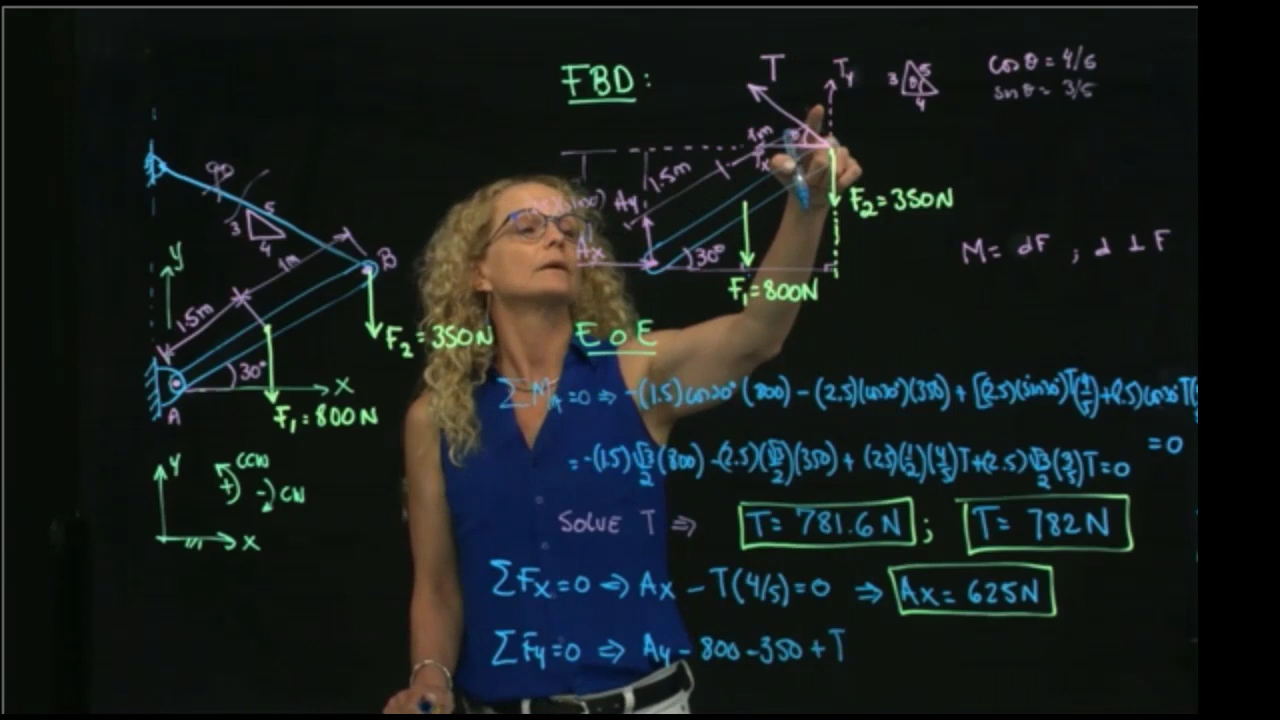 FBD:
T
Ty
3 5 θ 4
cos θ = 4/5
sin θ = 3/5
1m
θ
Tx
1.5m
Ay
Ax
30°
F2 = 350N
F1 = 800N
M = dF ; d ⊥ F
3 5 4
1m
B
y
1.5m
30°
x
A
F2 = 350N
F1 = 800N
y
CCW
+
- CW
x
E o E
ΣMA = 0 ⇒ -(1.5)cos30°(800) - (2.5)(cos30°)(350) + [(2.5)(sin30°)T(4/5) + (2.5)cos30°T(
= 0
= -(1.5)√3/2(800) - (2.5)(√3/2)(350) + (2.5)(1/2)(4/5)T + (2.5)√3/2(3/5)T = 0
SOLVE T ⇒ T = 781.6 N ; T = 782 N
ΣFx = 0 ⇒ Ax - T(4/5) = 0 ⇒ Ax = 625N
ΣFy = 0 ⇒ Ay - 800 - 350 + T